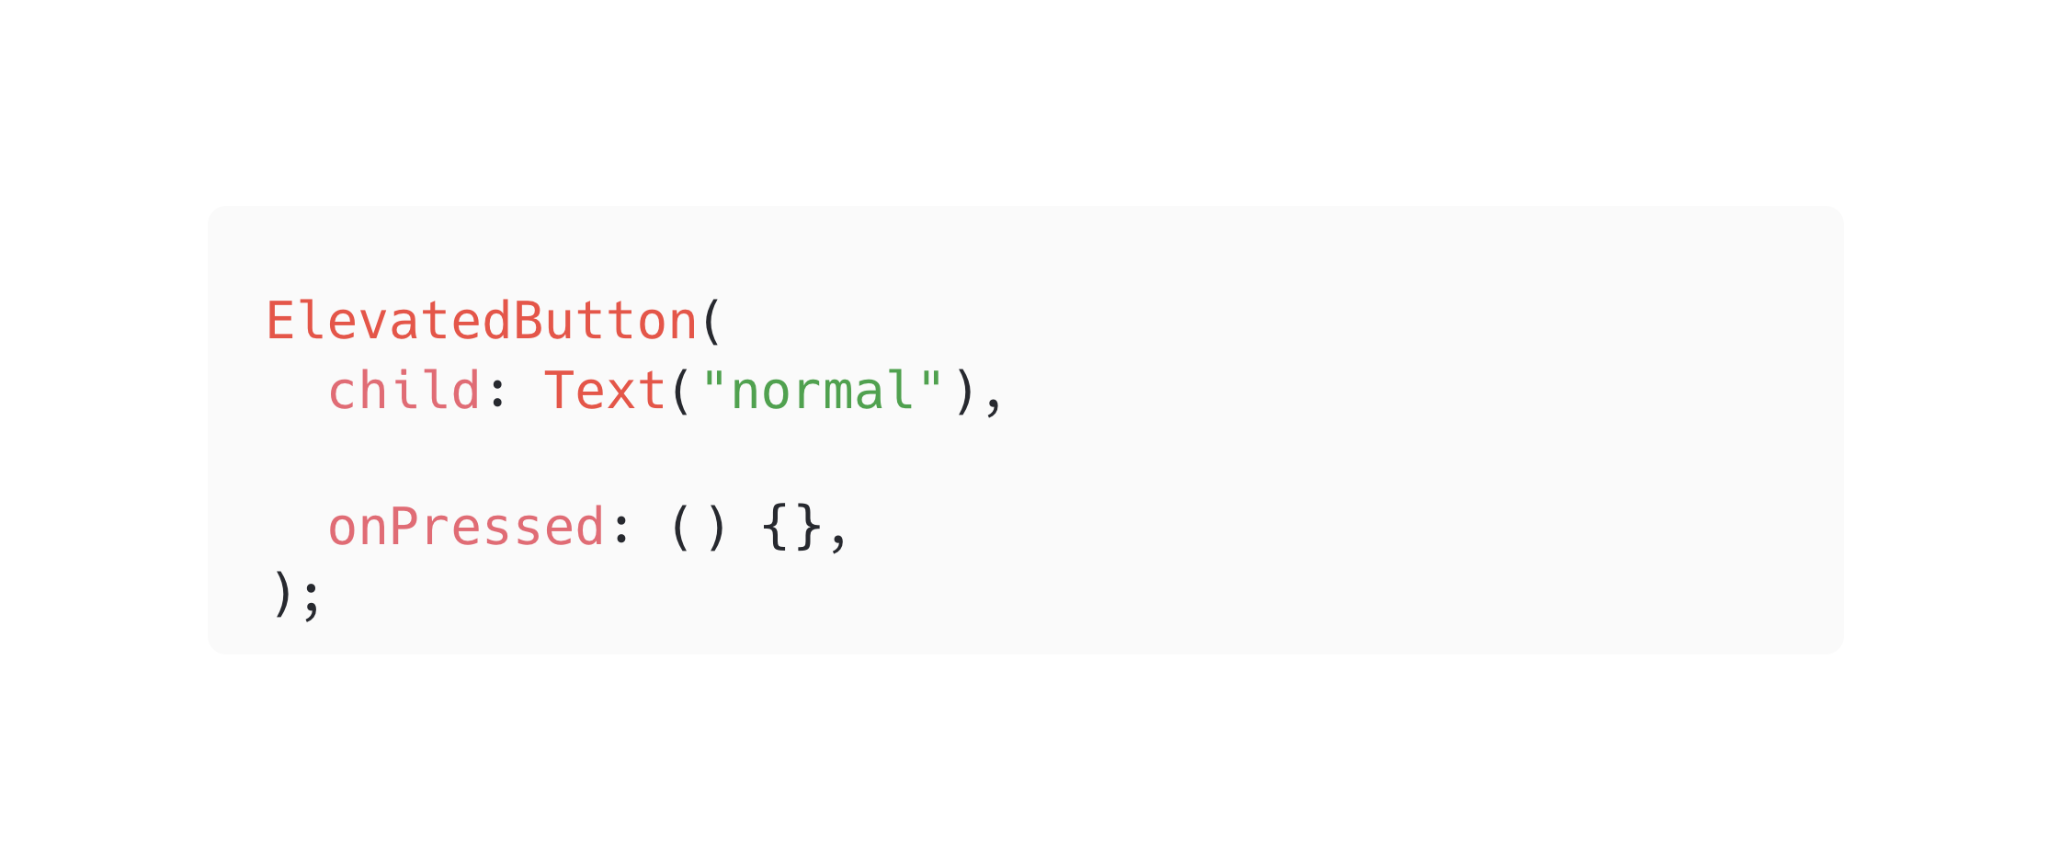 ElevatedButton(
  child: Text("normal"),

  onPressed: () {},
);